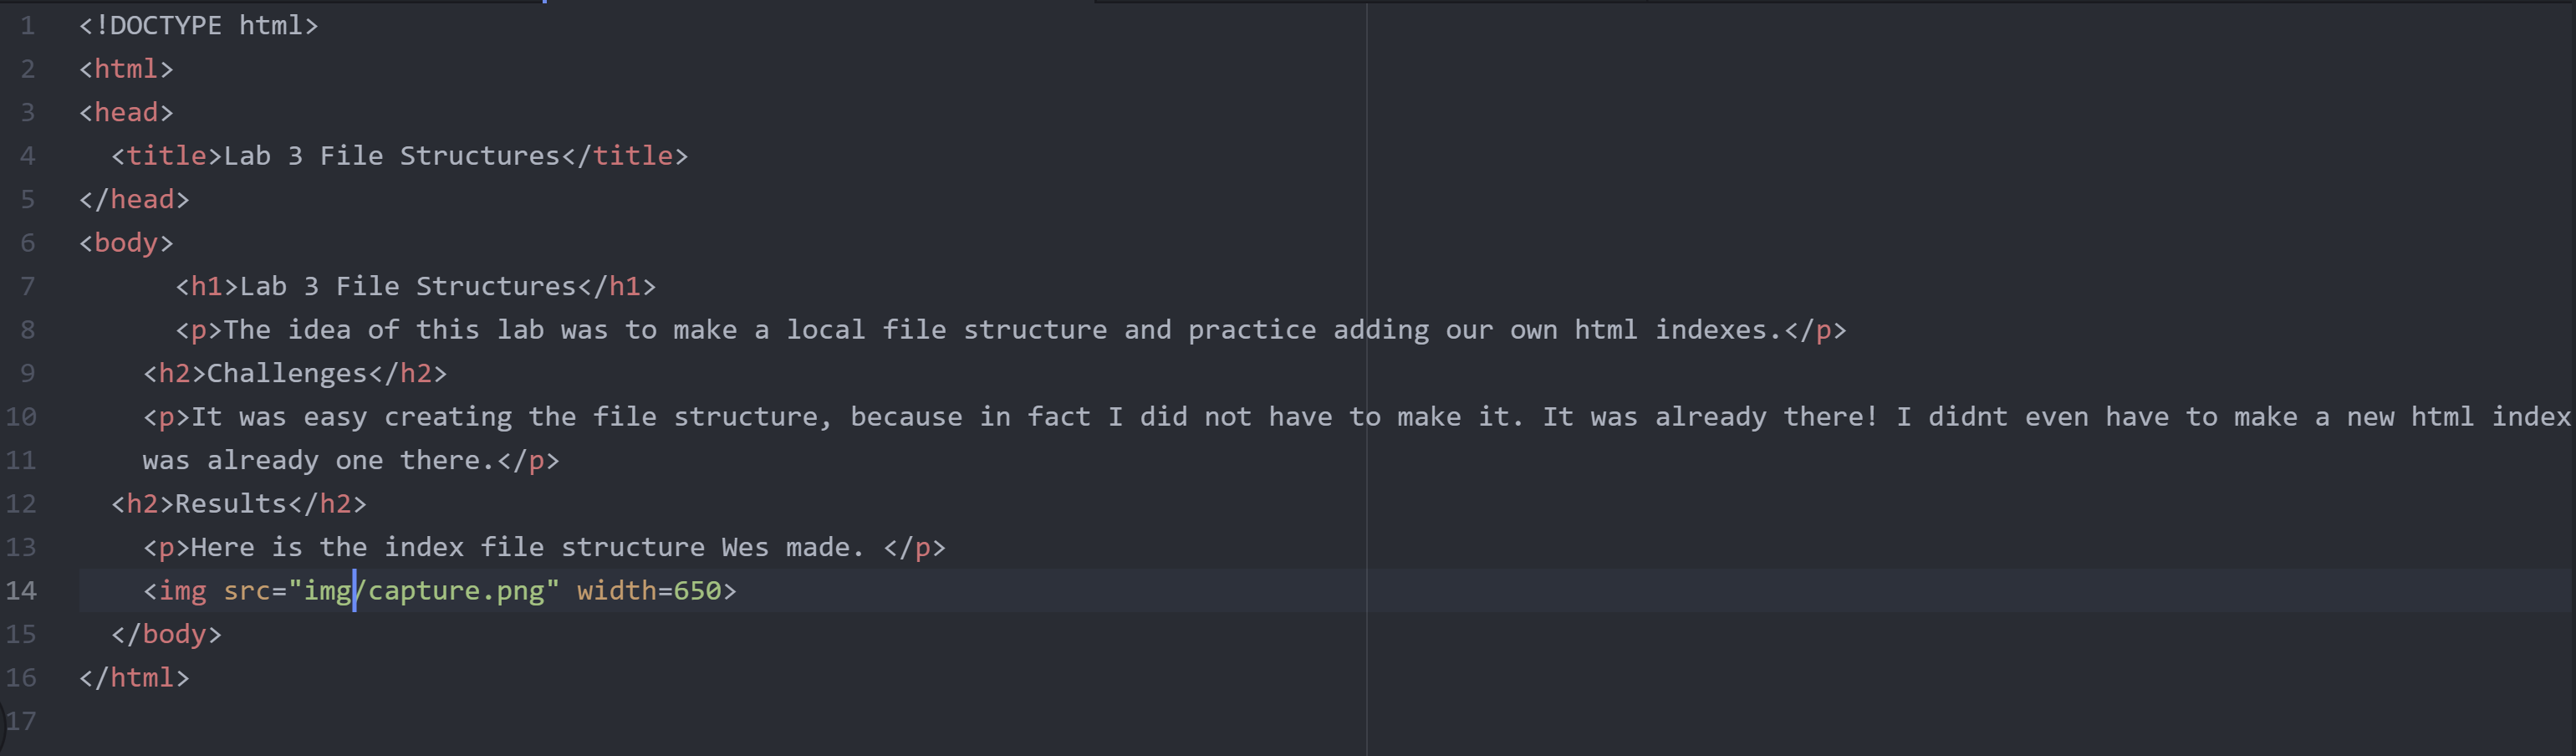 1 <!DOCTYPE html>
2 <html>
3 <head>
4   <title>Lab 3 File Structures</title>
5 </head>
6 <body>
7       <h1>Lab 3 File Structures</h1>
8       <p>The idea of this lab was to make a local file structure and practice adding our own html indexes.</p>
9     <h2>Challenges</h2>
10     <p>It was easy creating the file structure, because in fact I did not have to make it. It was already there! I didnt even have to make a new html index
11     was already one there.</p>
12   <h2>Results</h2>
13     <p>Here is the index file structure Wes made. </p>
14     <img src="img/capture.png" width=650>
15   </body>
16 </html>
17